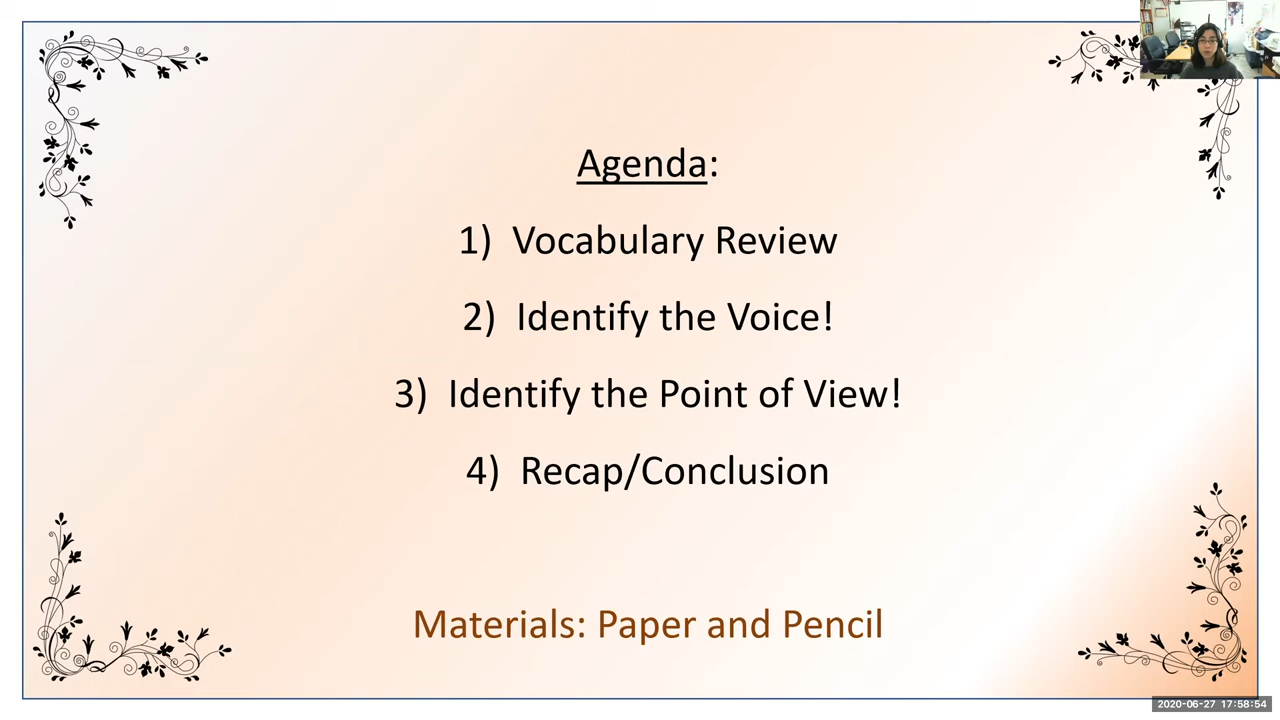 Agenda:
1) Vocabulary Review
2) Identify the Voice!
3) Identify the Point of View!
4) Recap/Conclusion
Materials: Paper and Pencil
2020-06-27 17:58:54